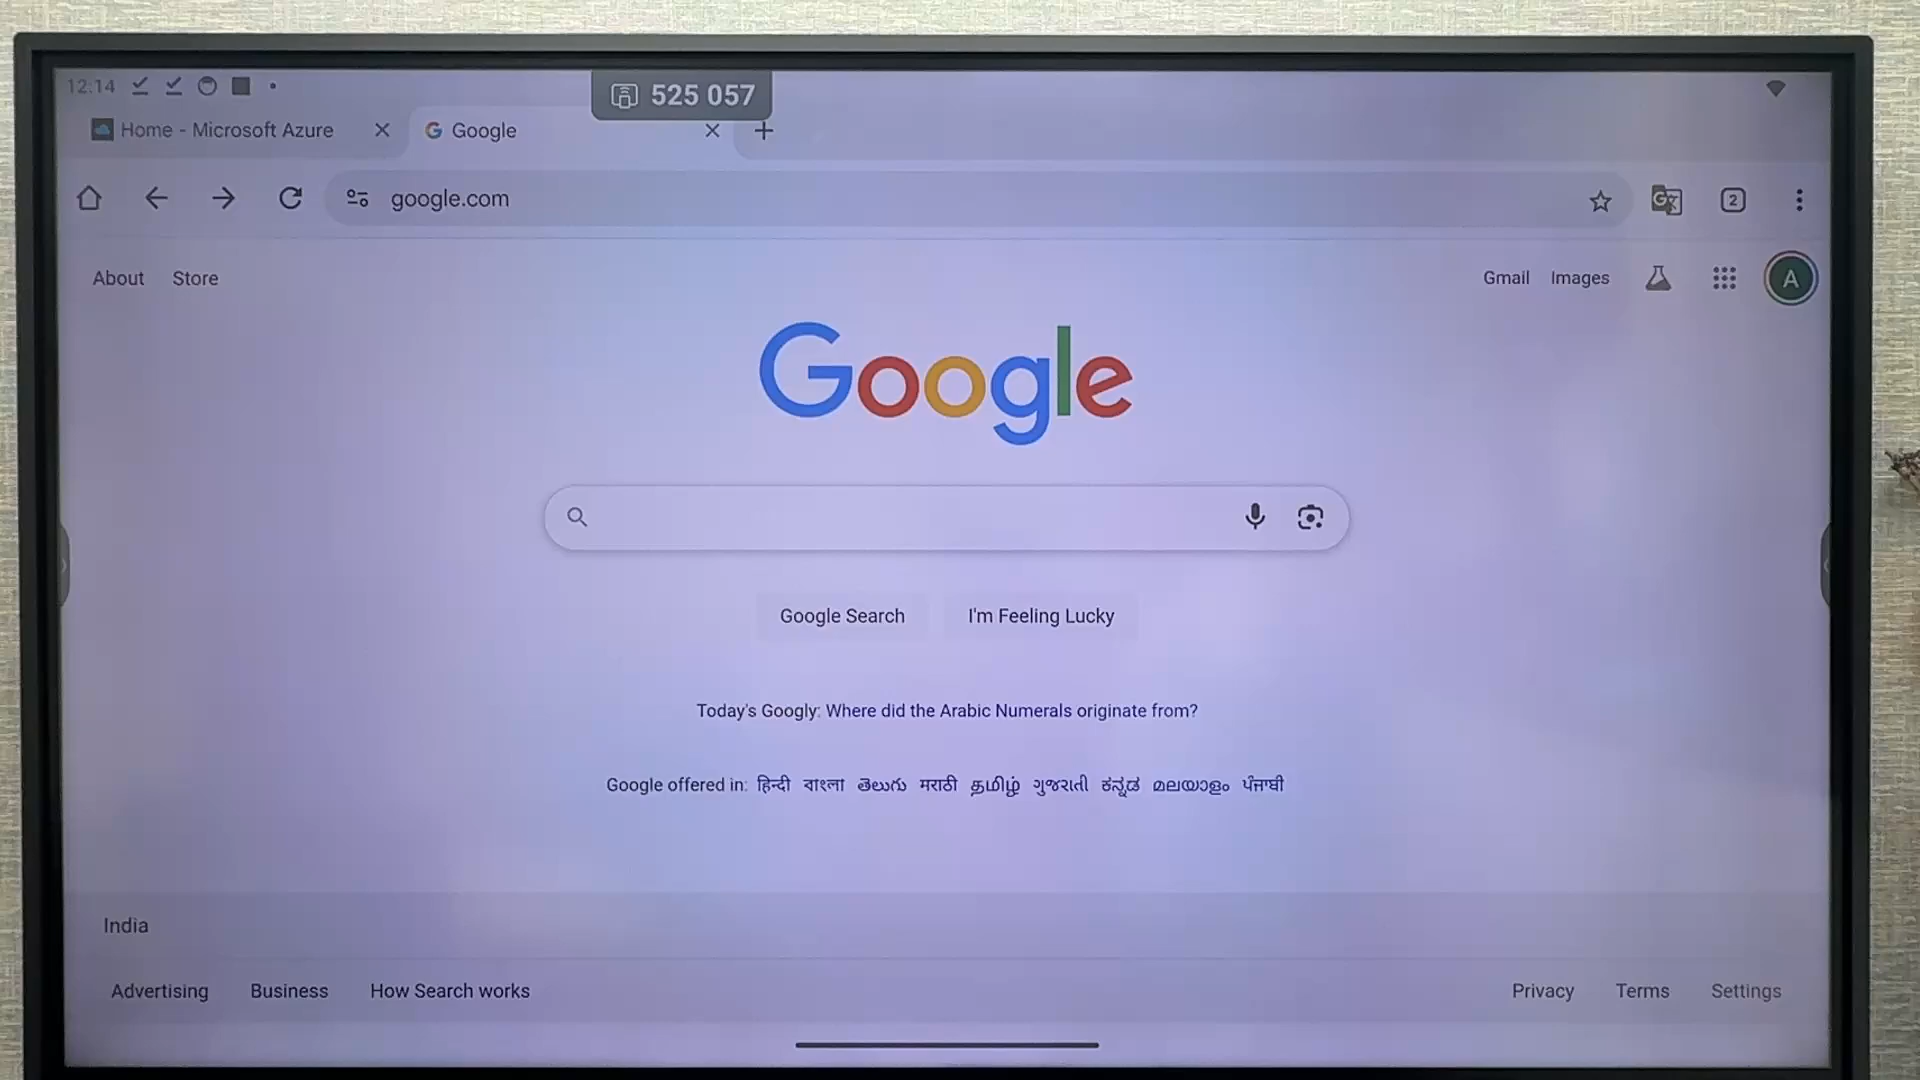 12:14
525 057
Home - Microsoft Azure
Google
google.com
2
About Store
Gmail Images
A
Google
Google Search
I'm Feeling Lucky
Today's Googly: Where did the Arabic Numerals originate from?
Google offered in: हिन्दी বাংলা తెలుగు मराठी தமிழ் ગુજરાતી ಕನ್ನಡ മലയാളം ਪੰਜਾਬੀ
India
Advertising Business How Search works
Privacy Terms Settings